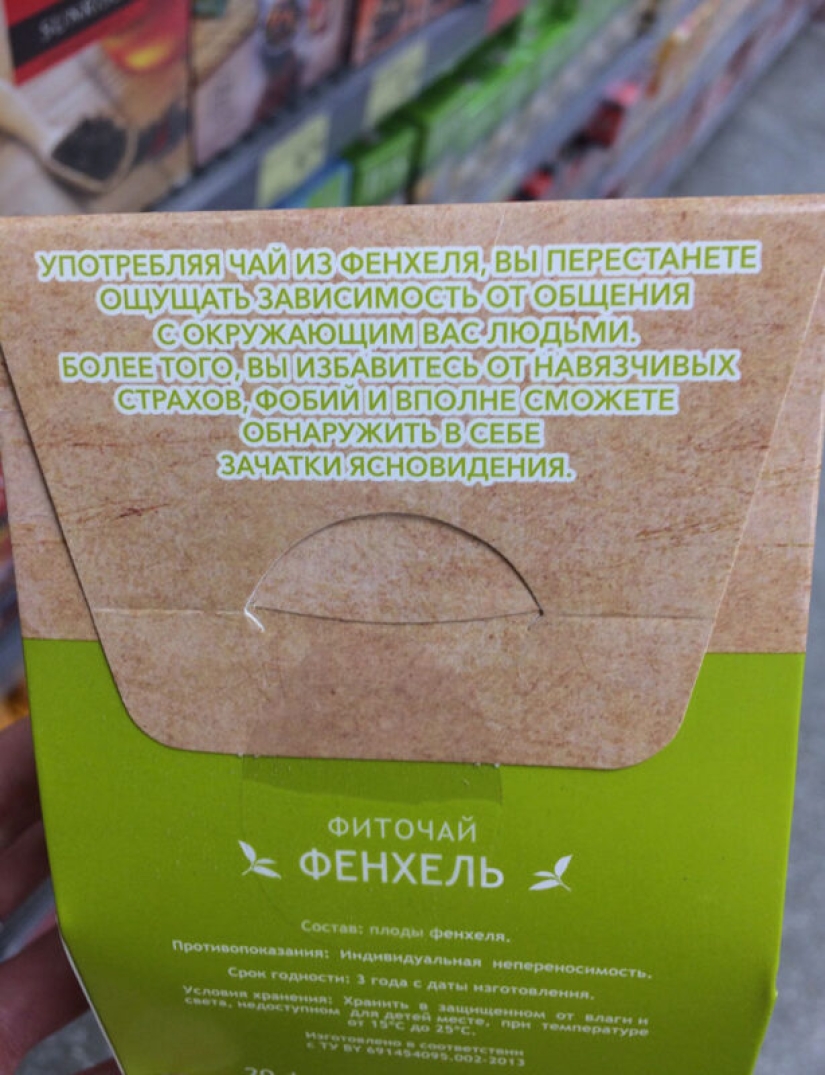 УПОТРЕБЛЯЯ ЧАЙ ИЗ ФЕНХЕЛЯ, ВЫ ПЕРЕСТАНЕТЕ
ОЩУЩАТЬ ЗАВИСИМОСТЬ ОТ ОБЩЕНИЯ
С ОКРУЖАЮЩИМ ВАС ЛЮДЬМИ.
БОЛЕЕ ТОГО, ВЫ ИЗБАВИТЕСЬ ОТ НАВЯЗЧИВЫХ
СТРАХОВ, ФОБИЙ И ВПОЛНЕ СМОЖЕТЕ
ОБНАРУЖИТЬ В СЕБЕ
ЗАЧАТКИ ЯСНОВИДЕНИЯ.
ФИТОЧАЙ
ФЕНХЕЛЬ
Состав: плоды фенхеля.
Противопоказания: Индивидуальная непереносимость.
Срок годности: 3 года с даты изготовления.
Условия хранения: Хранить в защищенном от влаги и
света, недоступном для детей месте, при температуре
от 15°C до 25°C.
Изготовлено в соответствии
с ТУ BY 691454095.002-2013